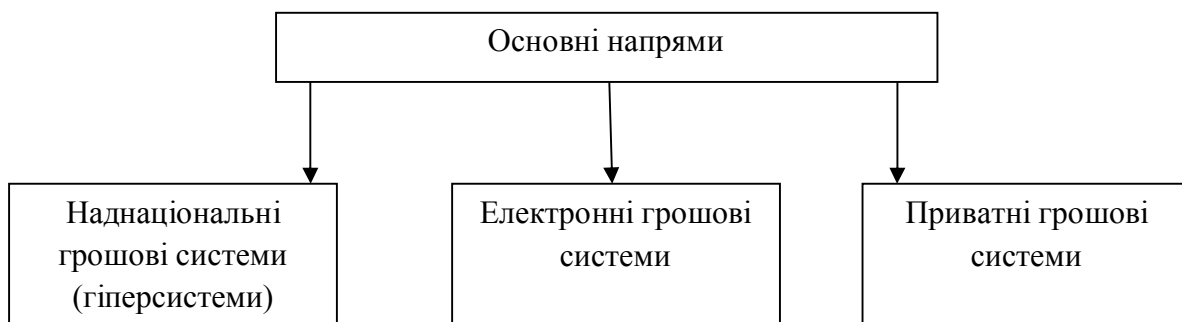 Основні напрями
Наднаціональні
грошові системи
(гіперсистеми)
Електронні грошові
системи
Приватні грошові
системи